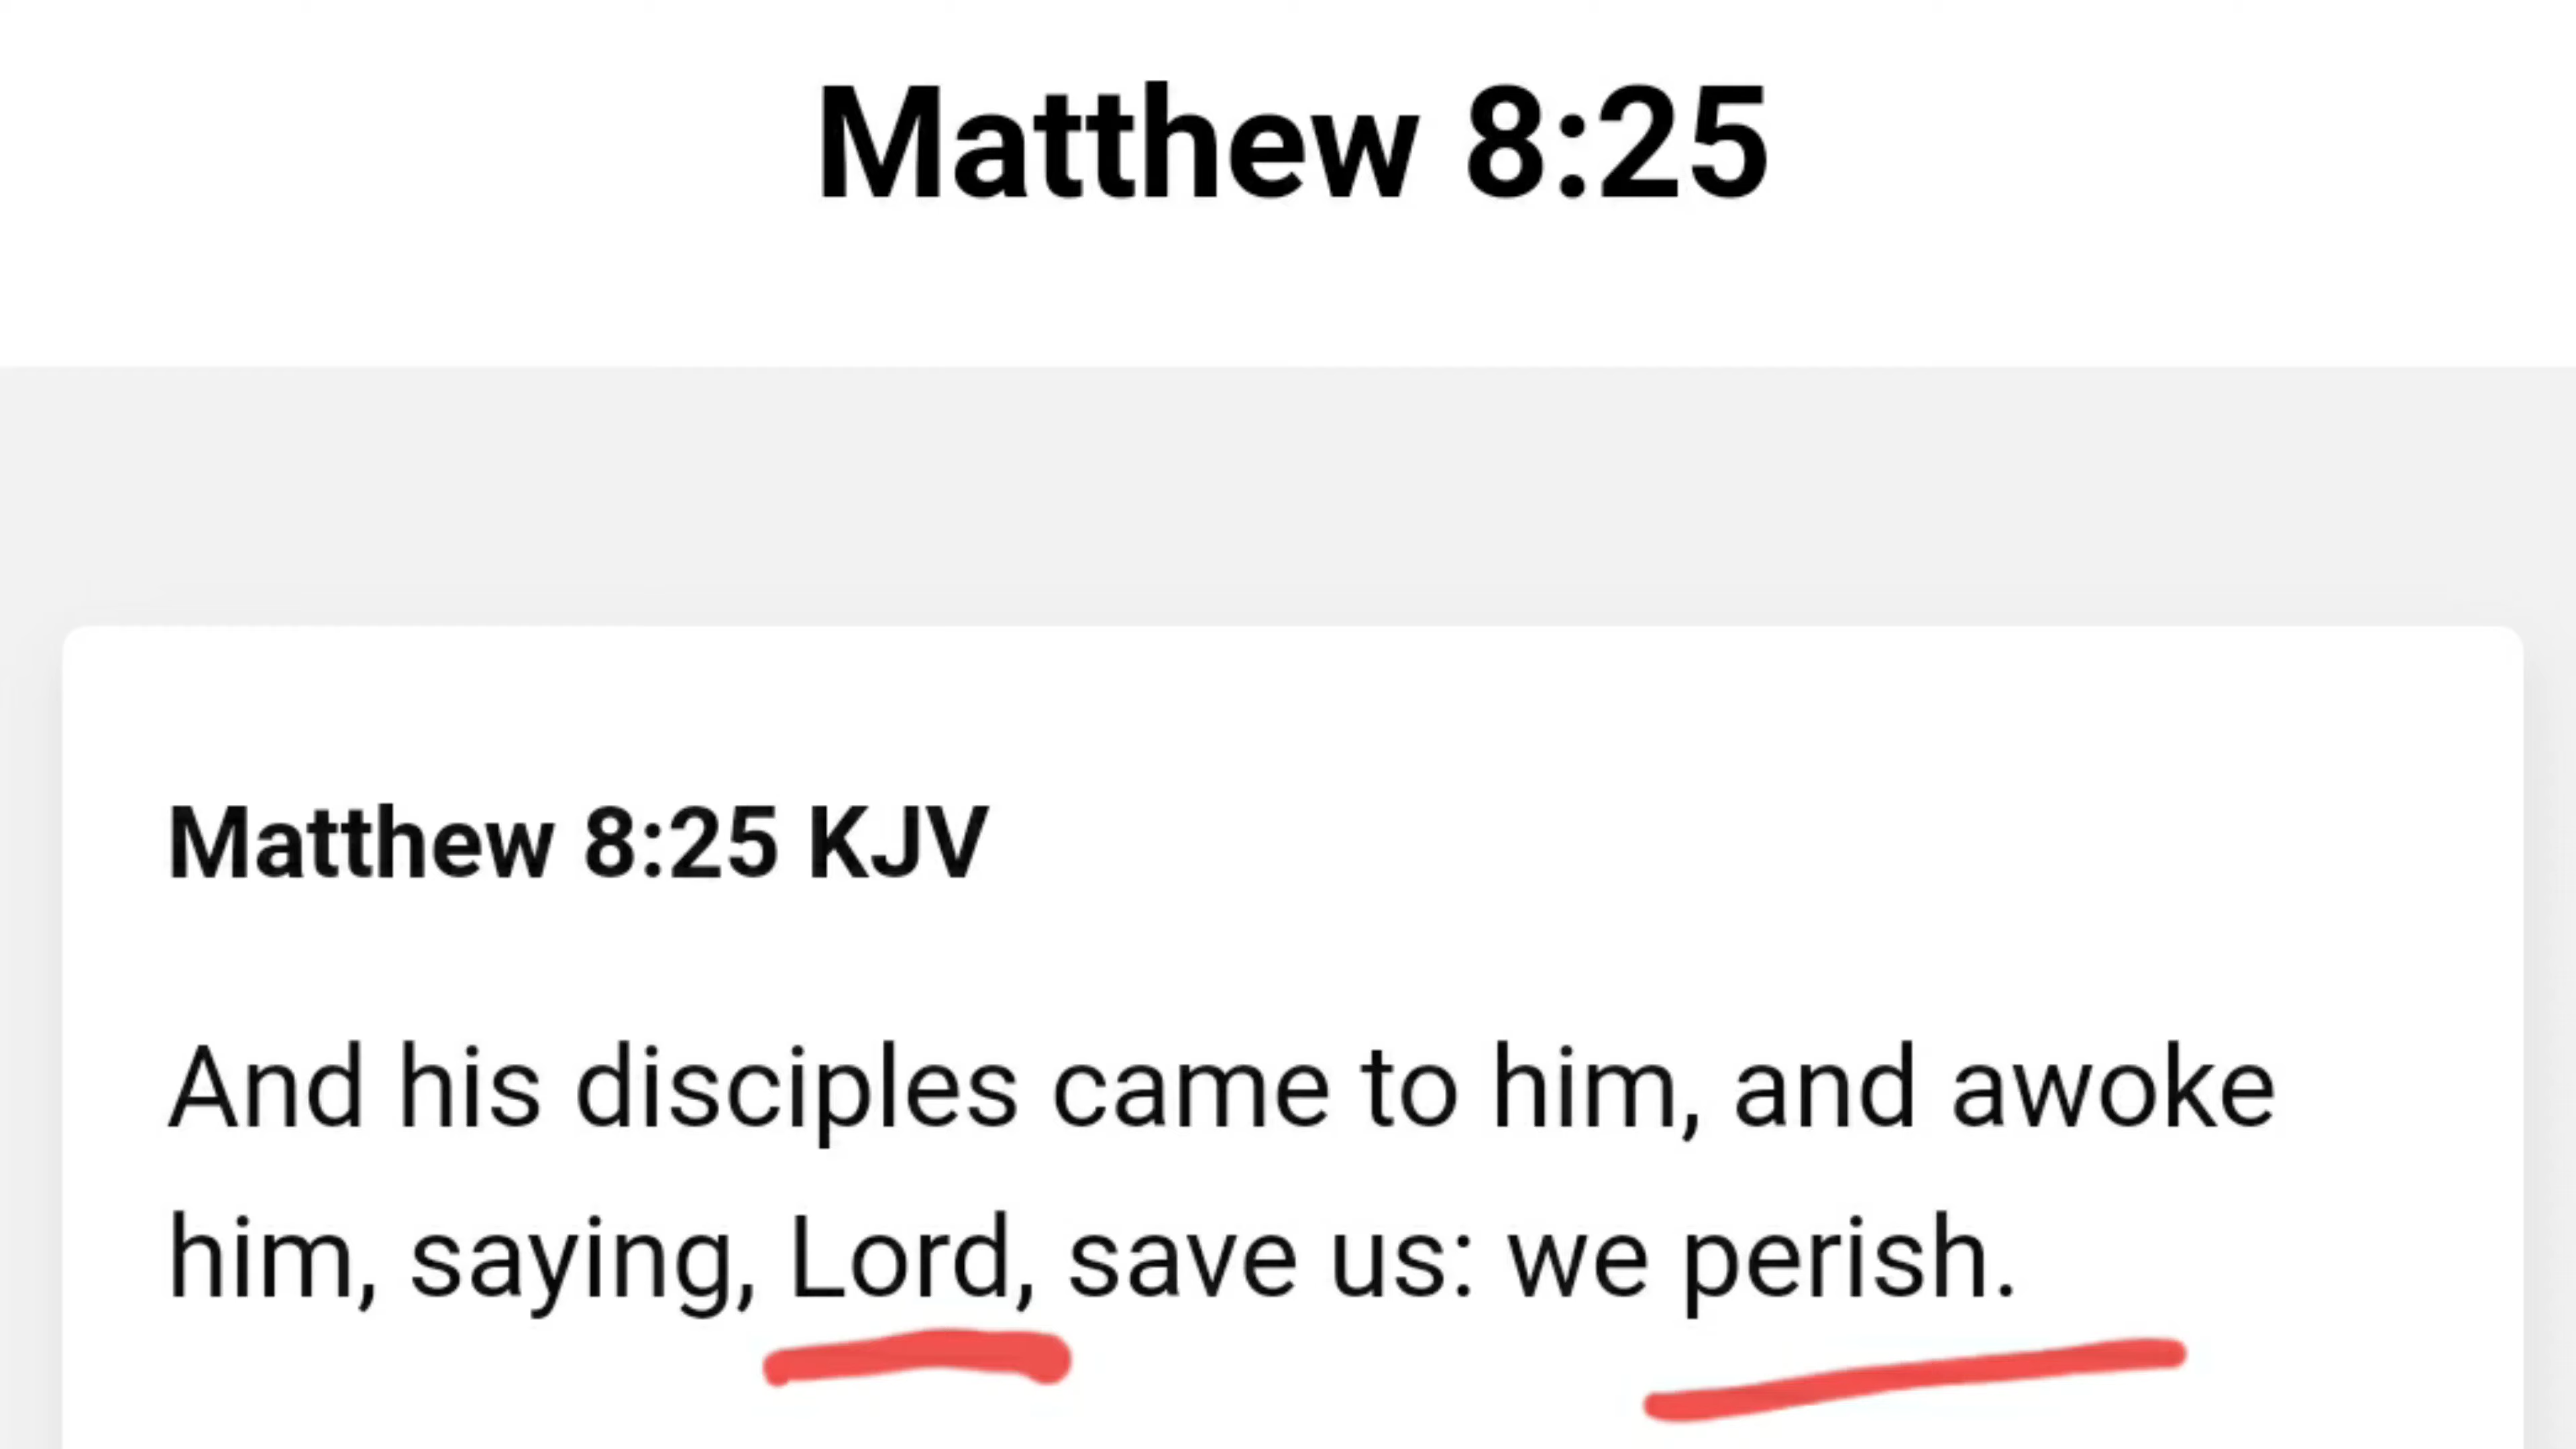 Matthew 8:25
Matthew 8:25 KJV
And his disciples came to him, and awoke
him, saying, Lord, save us: we perish.